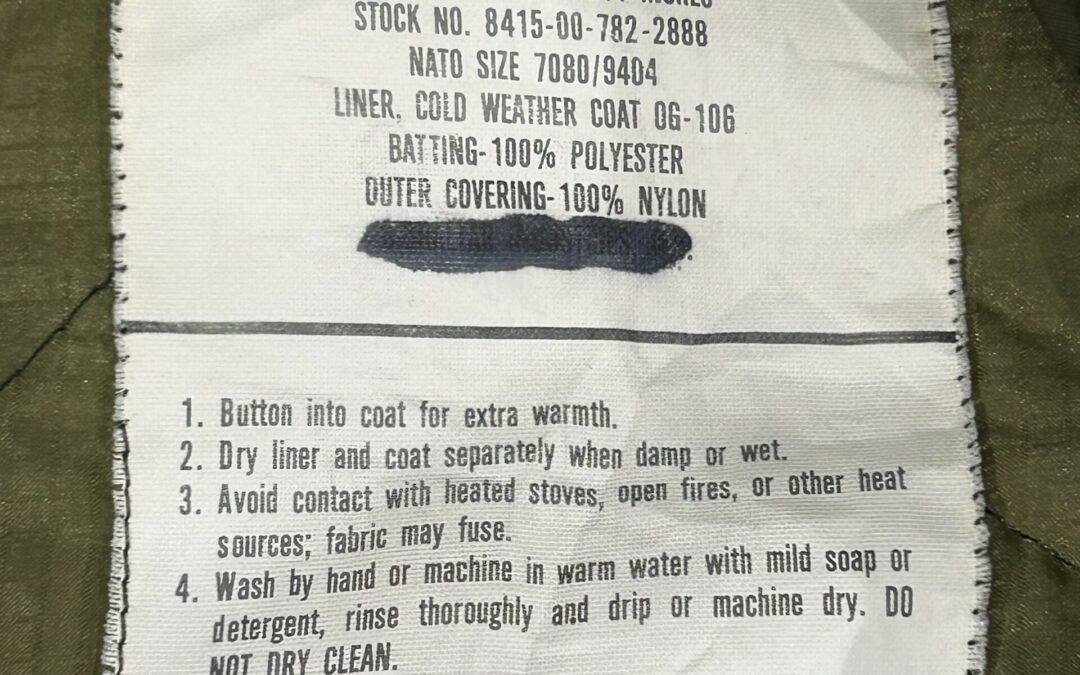 STOCK NO. 8415-00-782-2888
NATO SIZE 7080/9404
LINER, COLD WEATHER COAT OG-106
BATTING-100% POLYESTER
OUTER COVERING-100% NYLON
1. Button into coat for extra warmth.
2. Dry liner and coat separately when damp or wet.
3. Avoid contact with heated stoves, open fires, or other heat
sources; fabric may fuse.
4. Wash by hand or machine in warm water with mild soap or
detergent, rinse thoroughly and drip or machine dry. DO
NOT DRY CLEAN.